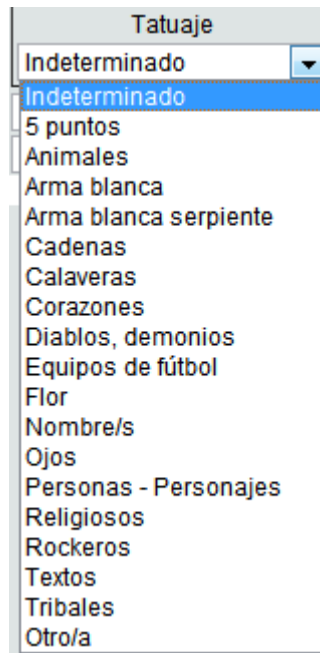 Tatuaje
Indeterminado
Indeterminado
5 puntos
Animales
Arma blanca
Arma blanca serpiente
Cadenas
Calaveras
Corazones
Diablos, demonios
Equipos de fútbol
Flor
Nombre/s
Ojos
Personas - Personajes
Religiosos
Rockeros
Textos
Tribales
Otro/a